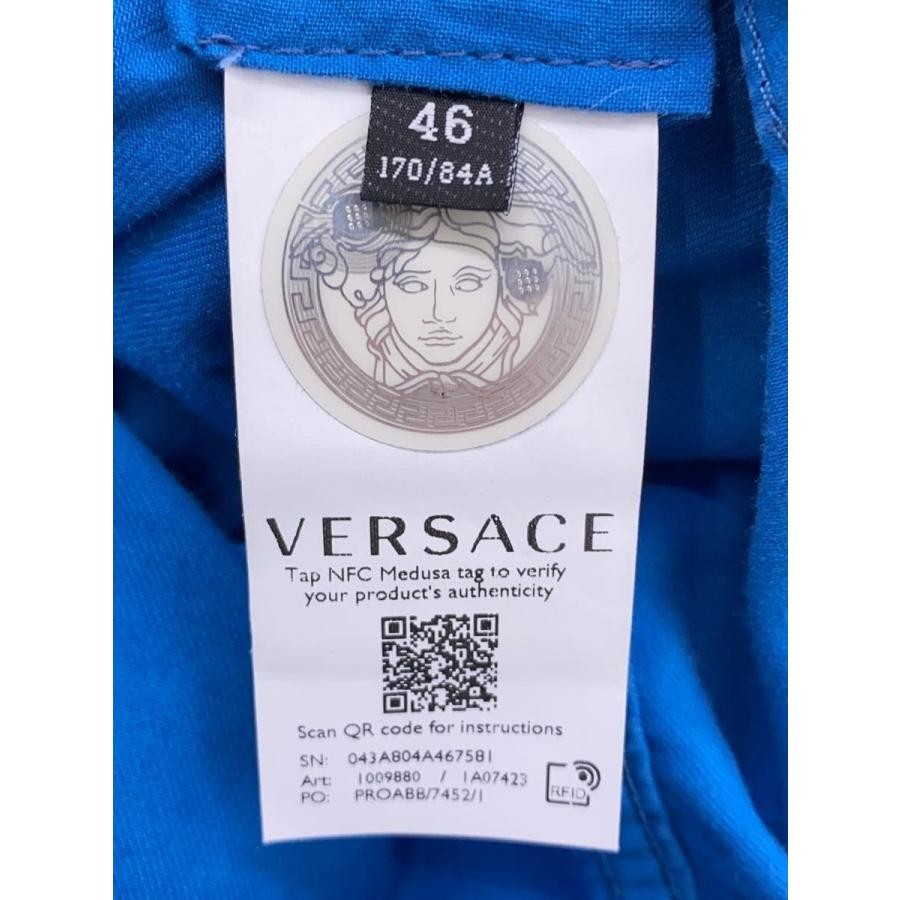 46
170/84A
VERSACE
Tap NFC Medusa tag to verify
your product's authenticity
Scan QR code for instructions
SN: 043A804A467581
Art: 1009880 / 1A07423
PO: PROABB/7452/1
RFID